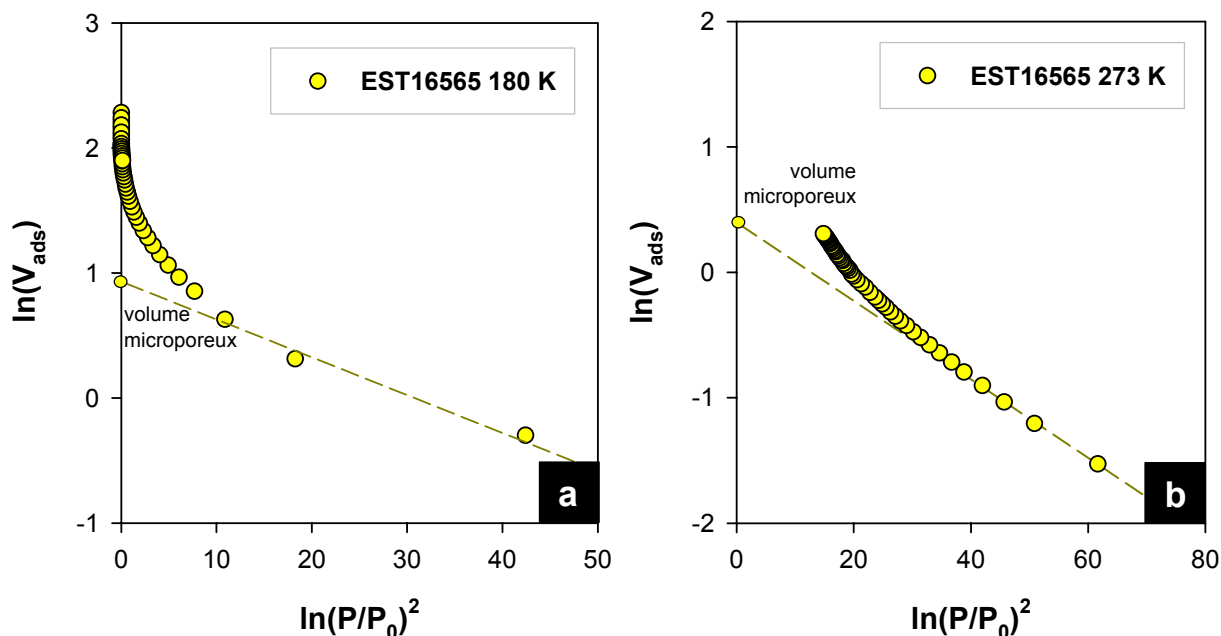 3
2
1
0
-1
ln(V_ads)
EST16565 180 K
volume
microporeux
a
0 10 20 30 40 50
ln(P/P_0)^2
2
1
0
-1
-2
ln(V_ads)
EST16565 273 K
volume
microporeux
b
0 20 40 60 80
ln(P/P_0)^2